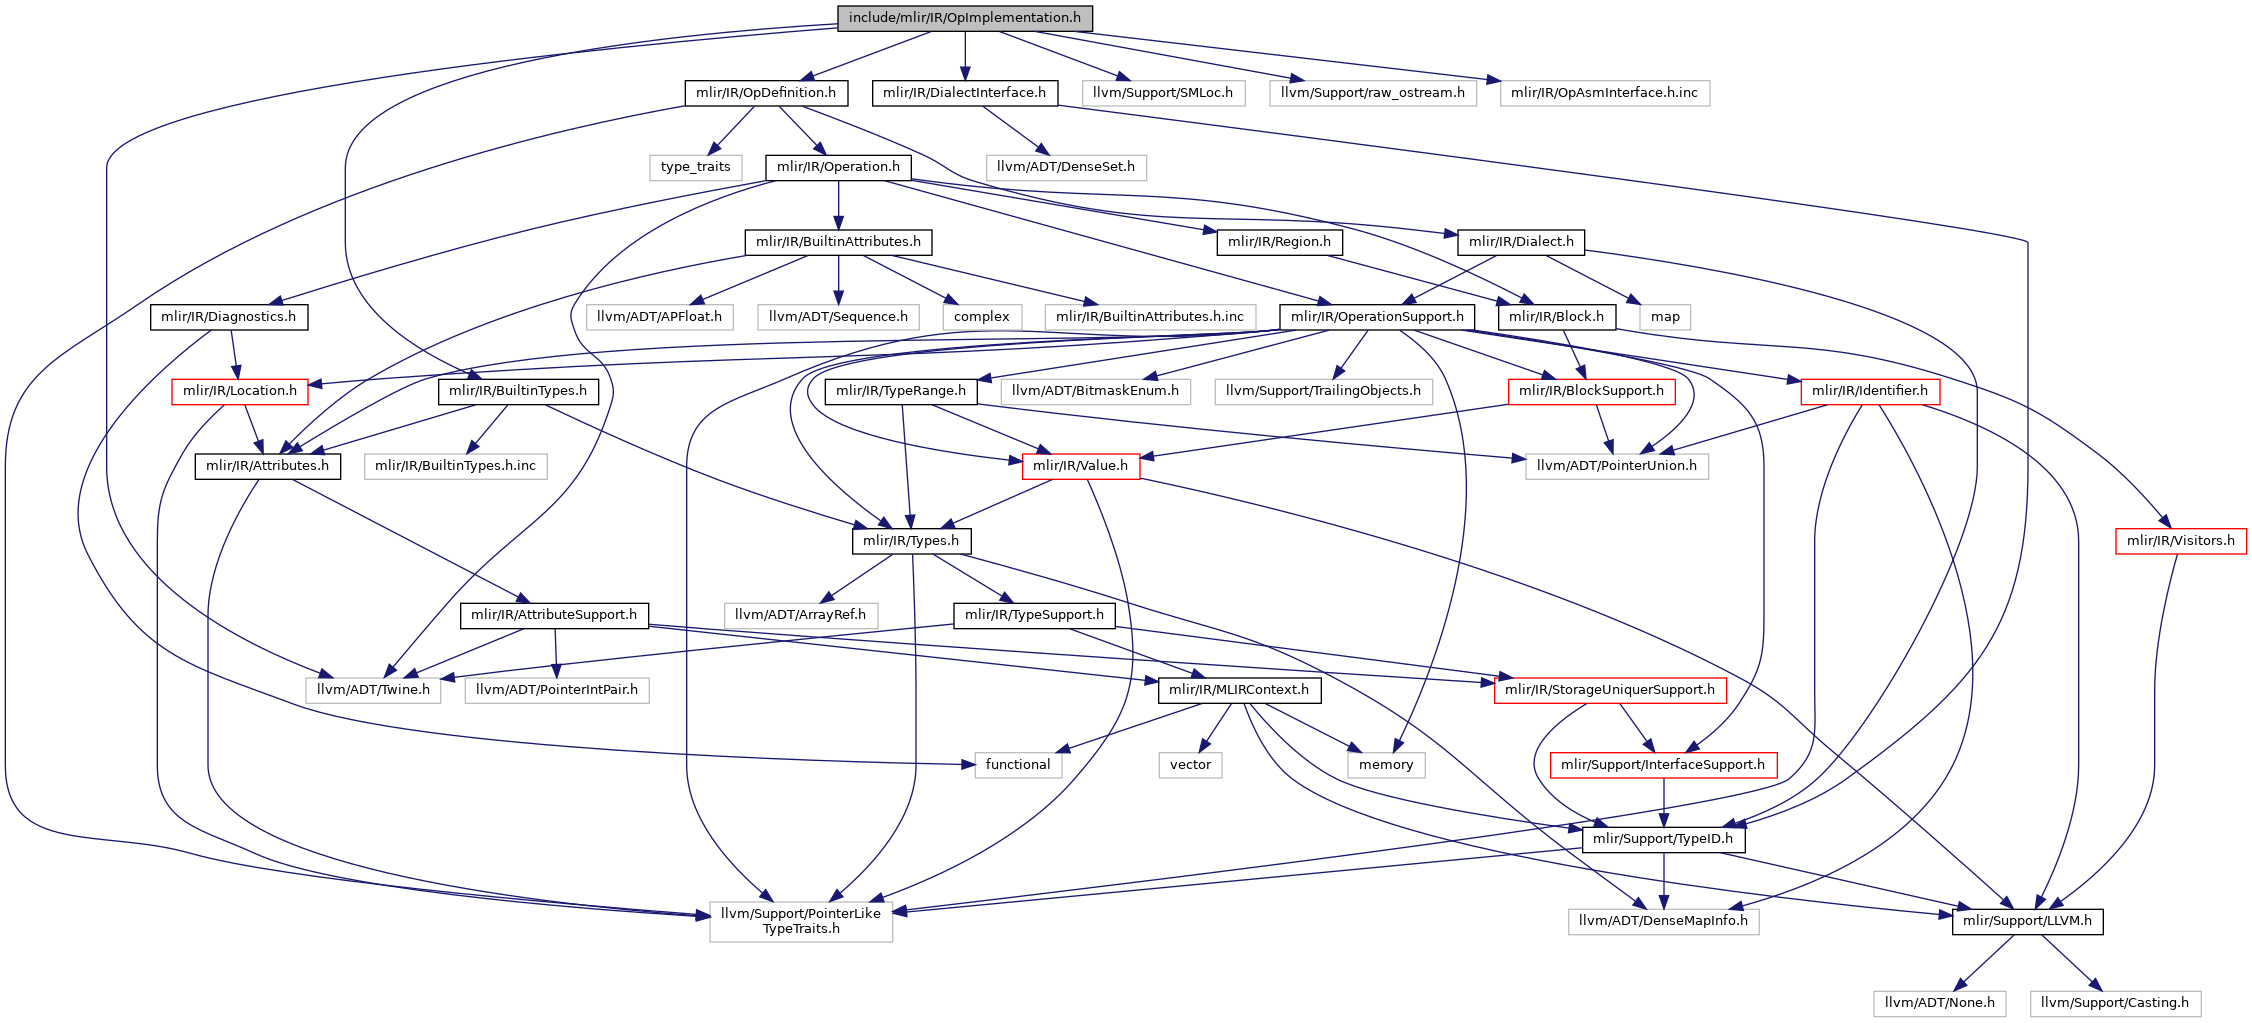 include/mlir/IR/OpImplementation.h
mlir/IR/OpDefinition.h
mlir/IR/DialectInterface.h
llvm/Support/SMLoc.h
llvm/Support/raw_ostream.h
mlir/IR/OpAsmInterface.h.inc
type_traits
mlir/IR/Operation.h
llvm/ADT/DenseSet.h
mlir/IR/BuiltinAttributes.h
mlir/IR/Region.h
mlir/IR/Dialect.h
mlir/IR/Diagnostics.h
llvm/ADT/APFloat.h
llvm/ADT/Sequence.h
complex
mlir/IR/BuiltinAttributes.h.inc
mlir/IR/OperationSupport.h
mlir/IR/Block.h
map
mlir/IR/Location.h
mlir/IR/BuiltinTypes.h
mlir/IR/TypeRange.h
llvm/ADT/BitmaskEnum.h
llvm/Support/TrailingObjects.h
mlir/IR/BlockSupport.h
mlir/IR/Identifier.h
mlir/IR/Attributes.h
mlir/IR/BuiltinTypes.h.inc
mlir/IR/Value.h
llvm/ADT/PointerUnion.h
mlir/IR/Types.h
mlir/IR/Visitors.h
mlir/IR/AttributeSupport.h
llvm/ADT/ArrayRef.h
mlir/IR/TypeSupport.h
llvm/ADT/Twine.h
llvm/ADT/PointerIntPair.h
mlir/IR/MLIRContext.h
mlir/IR/StorageUniquerSupport.h
functional
vector
memory
mlir/Support/InterfaceSupport.h
mlir/Support/TypeID.h
llvm/Support/PointerLike
TypeTraits.h
llvm/ADT/DenseMapInfo.h
mlir/Support/LLVM.h
llvm/ADT/None.h
llvm/Support/Casting.h